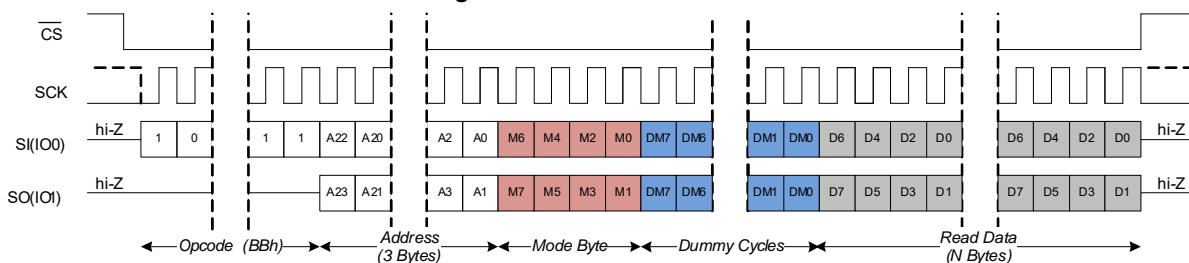 CS
SCK
hi-Z
SI(IO0) 1 0 1 1 A22 A20 A2 A0 M6 M4 M2 M0 DM7 DM6 DM1 DM0 D6 D4 D2 D0 D6 D4 D2 D0 hi-Z
hi-Z
SO(IO1) A23 A21 A3 A1 M7 M5 M3 M1 DM7 DM6 DM1 DM0 D7 D5 D3 D1 D7 D5 D3 D1 hi-Z
Opcode (BBh) Address Mode Byte Dummy Cycles Read Data
(3 Bytes) (N Bytes)